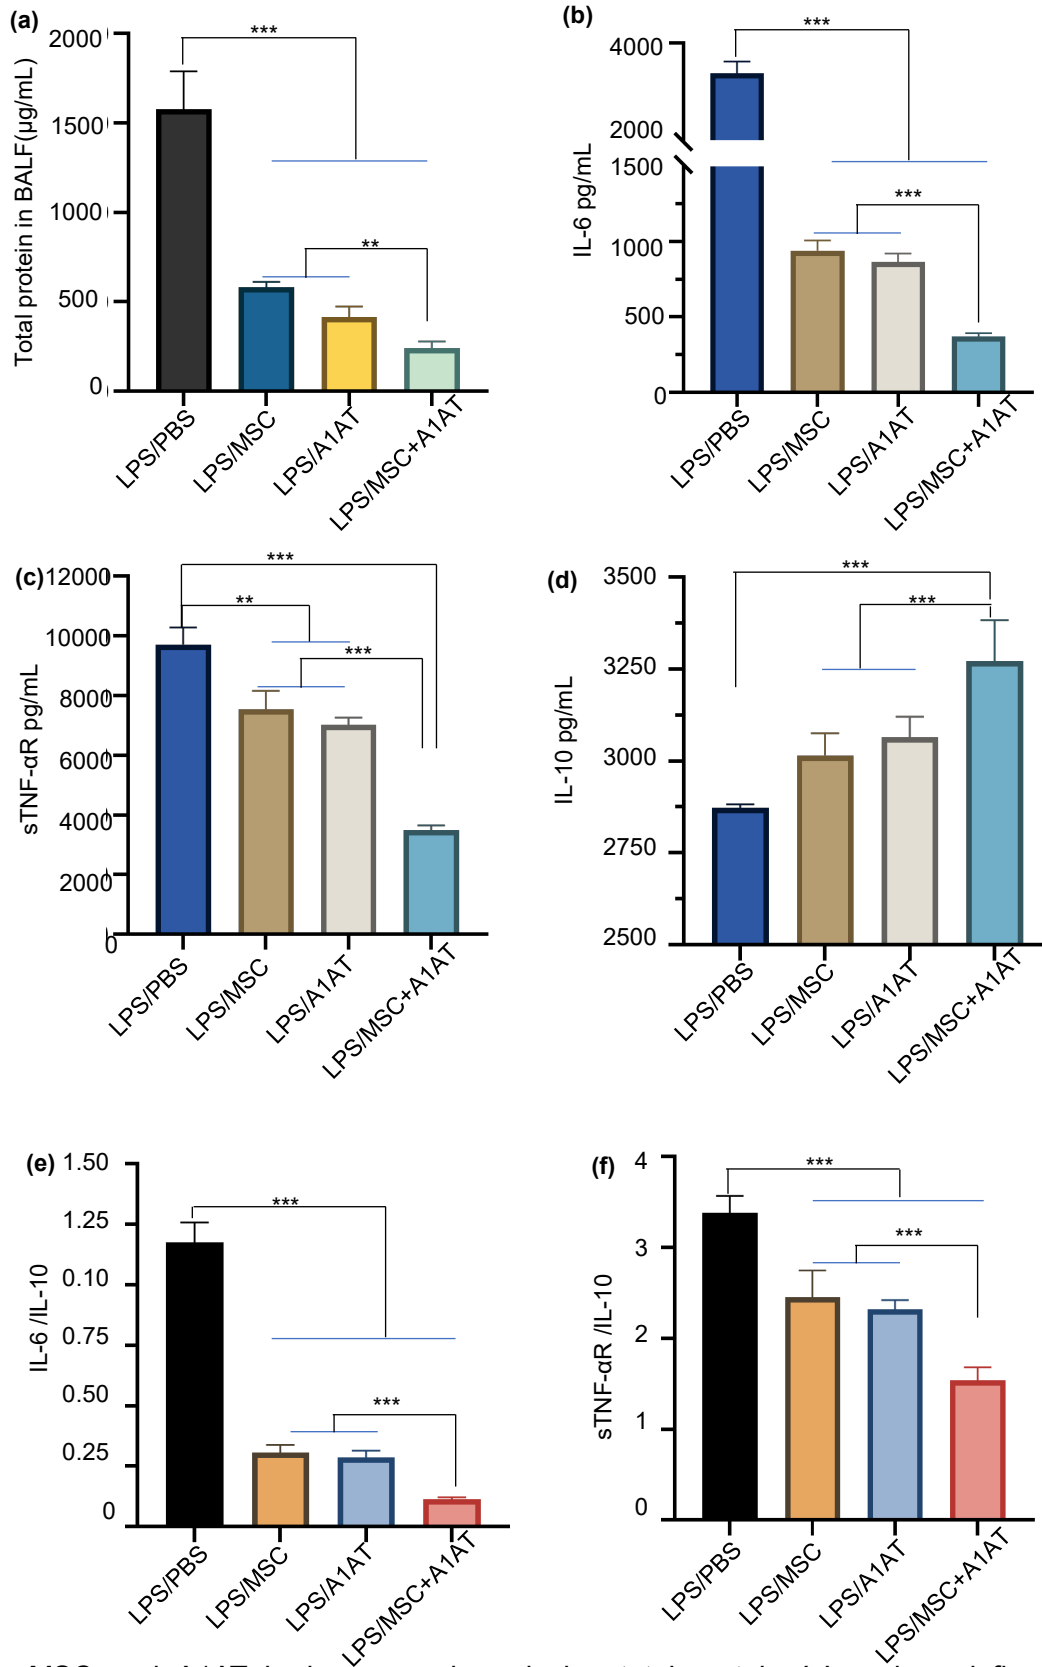 (a)
Total protein in BALF(μg/mL)
2000
1500
1000
500
0
***
**
LPS/PBS
LPS/MSC
LPS/A1AT
LPS/MSC+A1AT
(b)
IL-6 pg/mL
4000
2000
1500
1000
500
0
***
***
LPS/PBS
LPS/MSC
LPS/A1AT
LPS/MSC+A1AT
(c)
sTNF-αR pg/mL
12000
10000
8000
6000
4000
2000
0
***
**
***
LPS/PBS
LPS/MSC
LPS/A1AT
LPS/MSC+A1AT
(d)
IL-10 pg/mL
3500
3250
3000
2750
2500
***
***
LPS/PBS
LPS/MSC
LPS/A1AT
LPS/MSC+A1AT
(e)
IL-6 /IL-10
1.50
1.25
0.10
0.75
0.50
0.25
0
***
***
LPS/PBS
LPS/MSC
LPS/A1AT
LPS/MSC+A1AT
(f)
sTNF-αR /IL-10
4
3
2
1
0
***
***
LPS/PBS
LPS/MSC
LPS/A1AT
LPS/MSC+A1AT